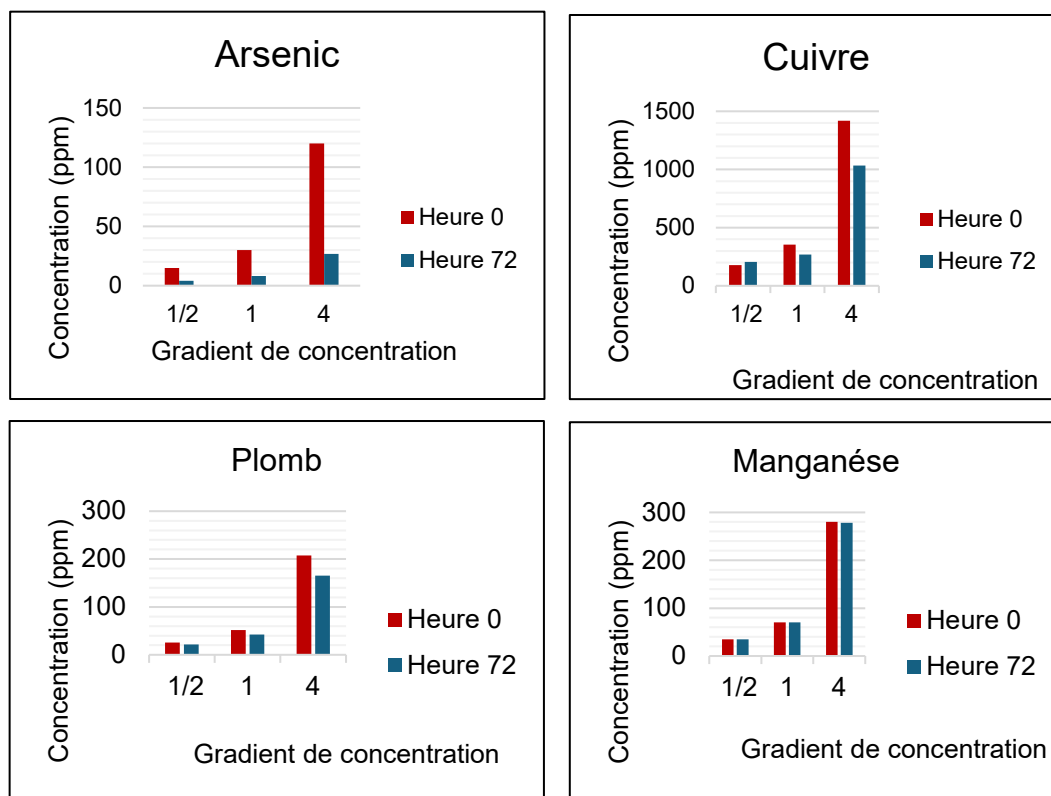 Arsenic
Concentration (ppm)
150
100
50
0
1/2 1 4
Gradient de concentration
Heure 0
Heure 72
Cuivre
Concentration (ppm)
1500
1000
500
0
1/2 1 4
Gradient de concentration
Heure 0
Heure 72
Plomb
Concentration (ppm)
300
200
100
0
1/2 1 4
Gradient de concentration
Heure 0
Heure 72
Manganése
Concentration (ppm)
300
200
100
0
1/2 1 4
Gradient de concentration
Heure 0
Heure 72